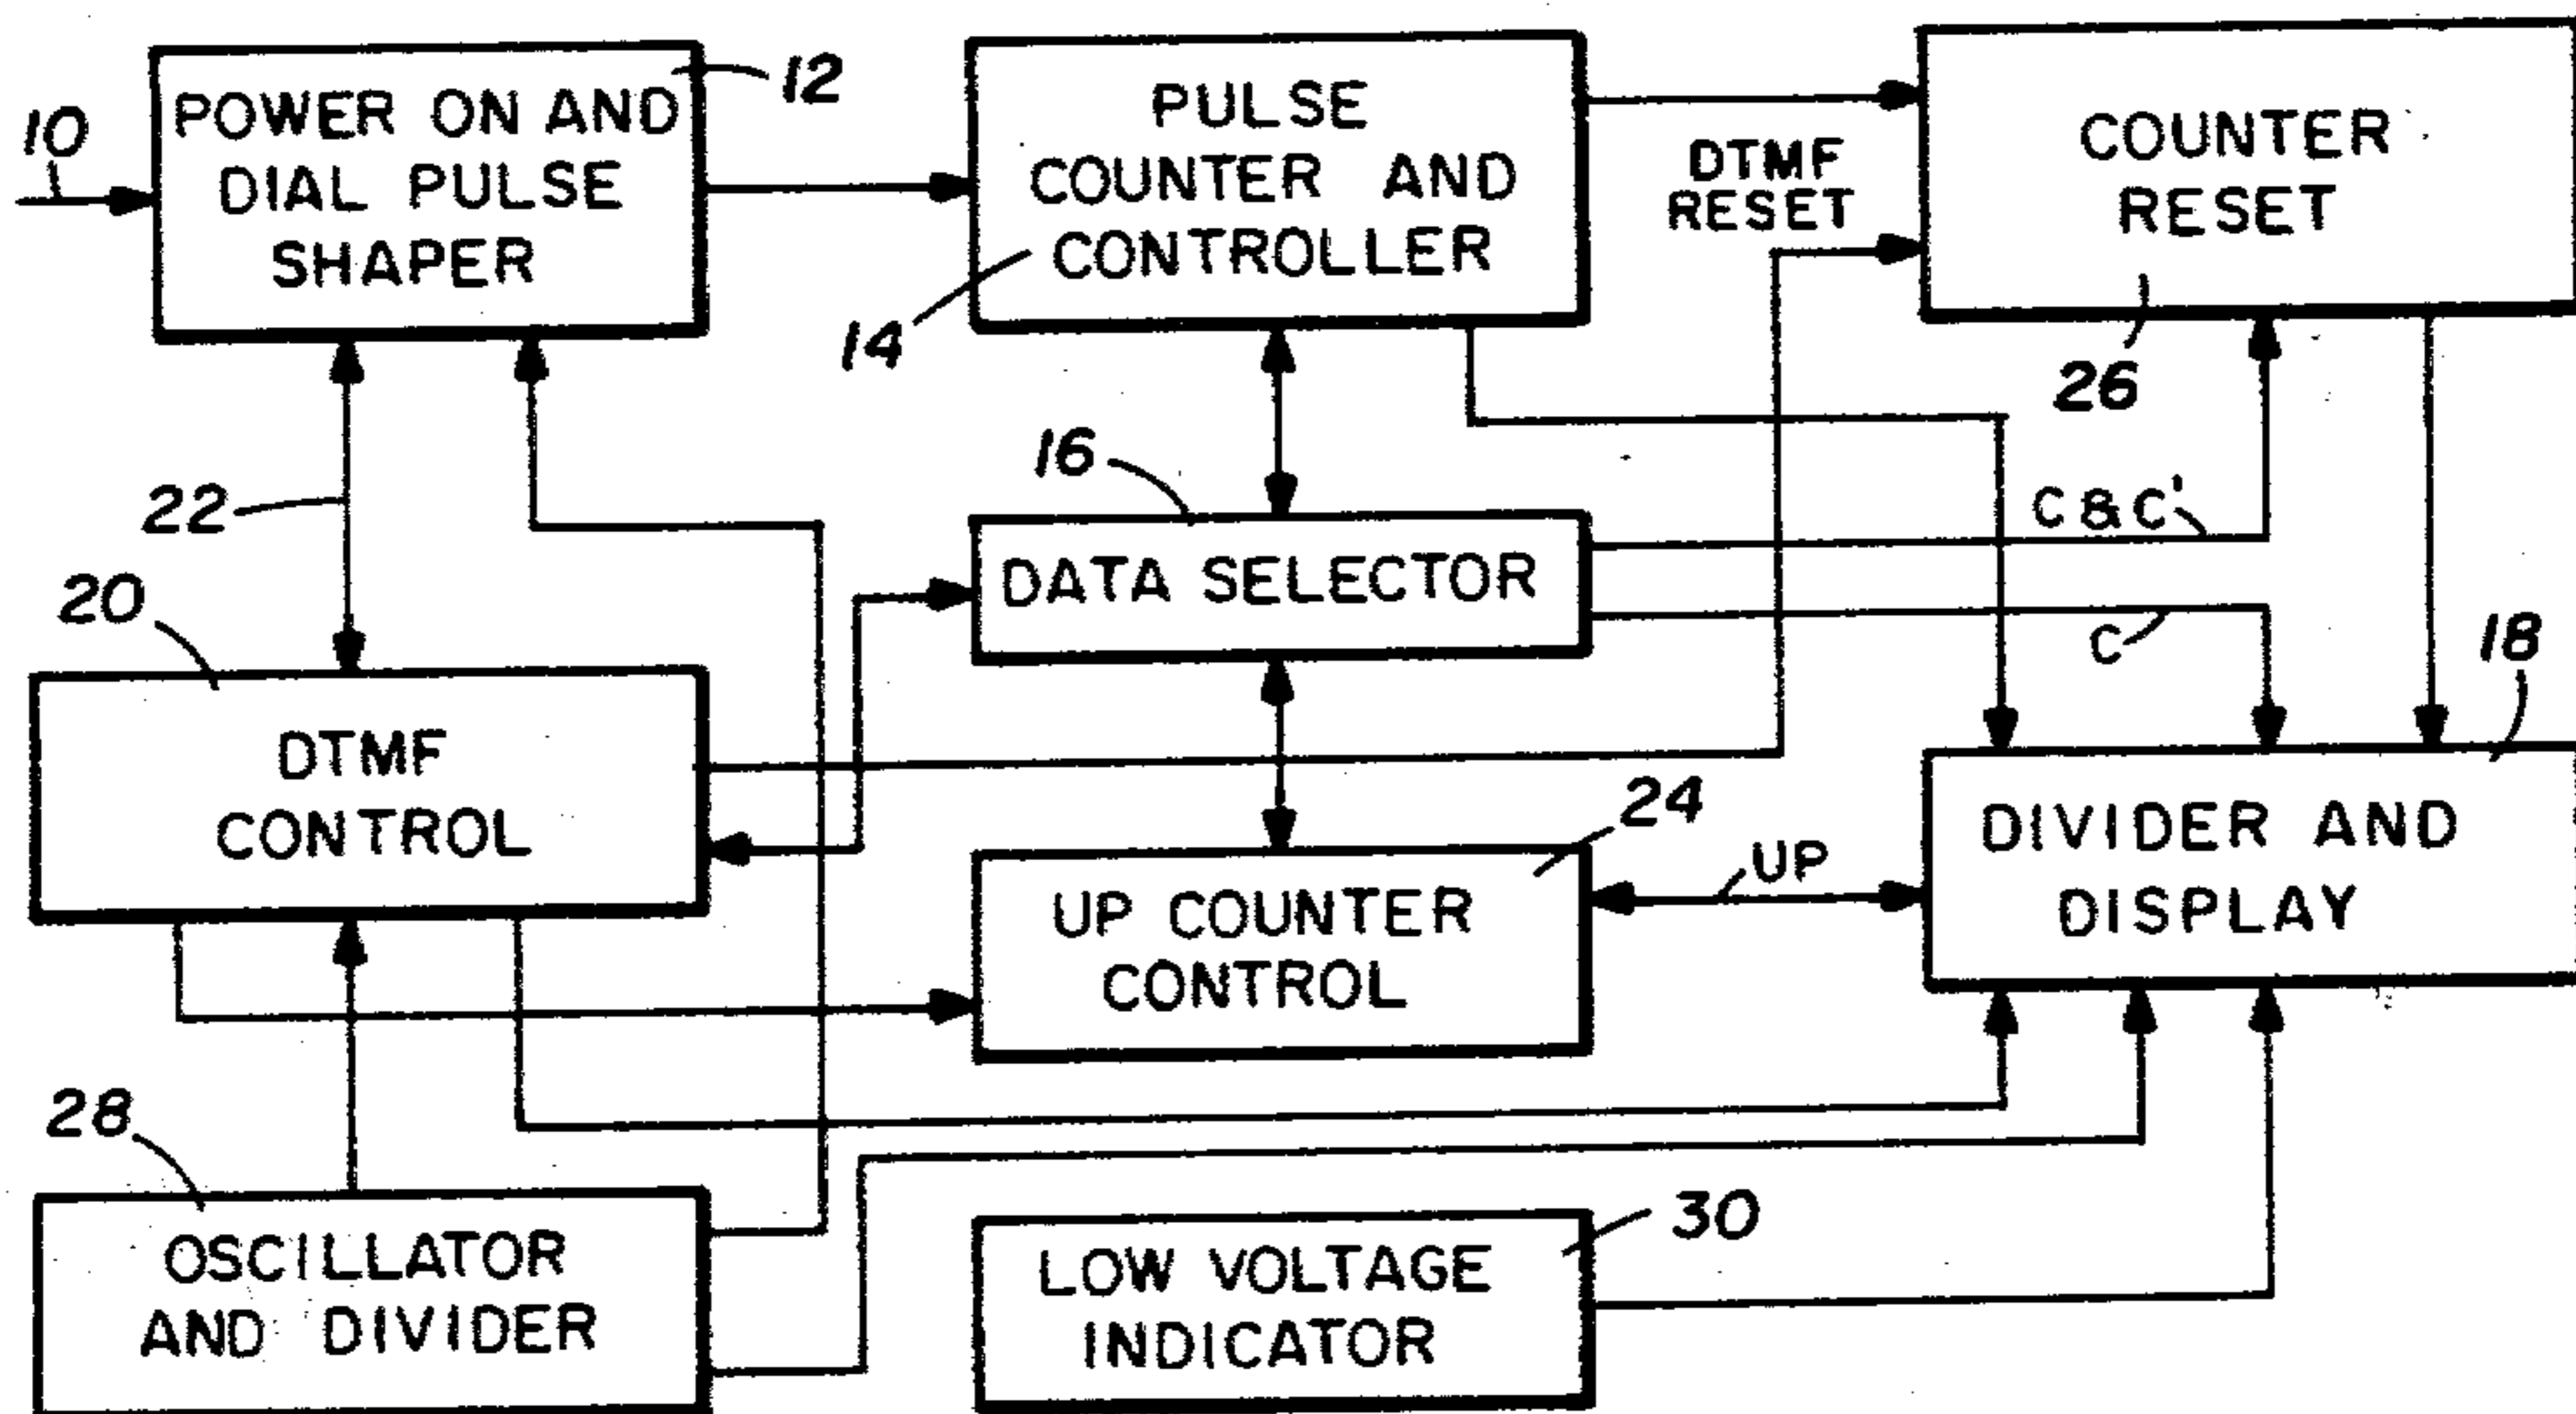 10
POWER ON AND
DIAL PULSE
SHAPER
12
PULSE
COUNTER AND
CONTROLLER
14
DTMF
RESET
COUNTER
RESET
26
22
16
DATA SELECTOR
C & C'
C
18
20
DTMF
CONTROL
24
UP COUNTER
CONTROL
UP
DIVIDER AND
DISPLAY
28
OSCILLATOR
AND DIVIDER
LOW VOLTAGE
INDICATOR
30